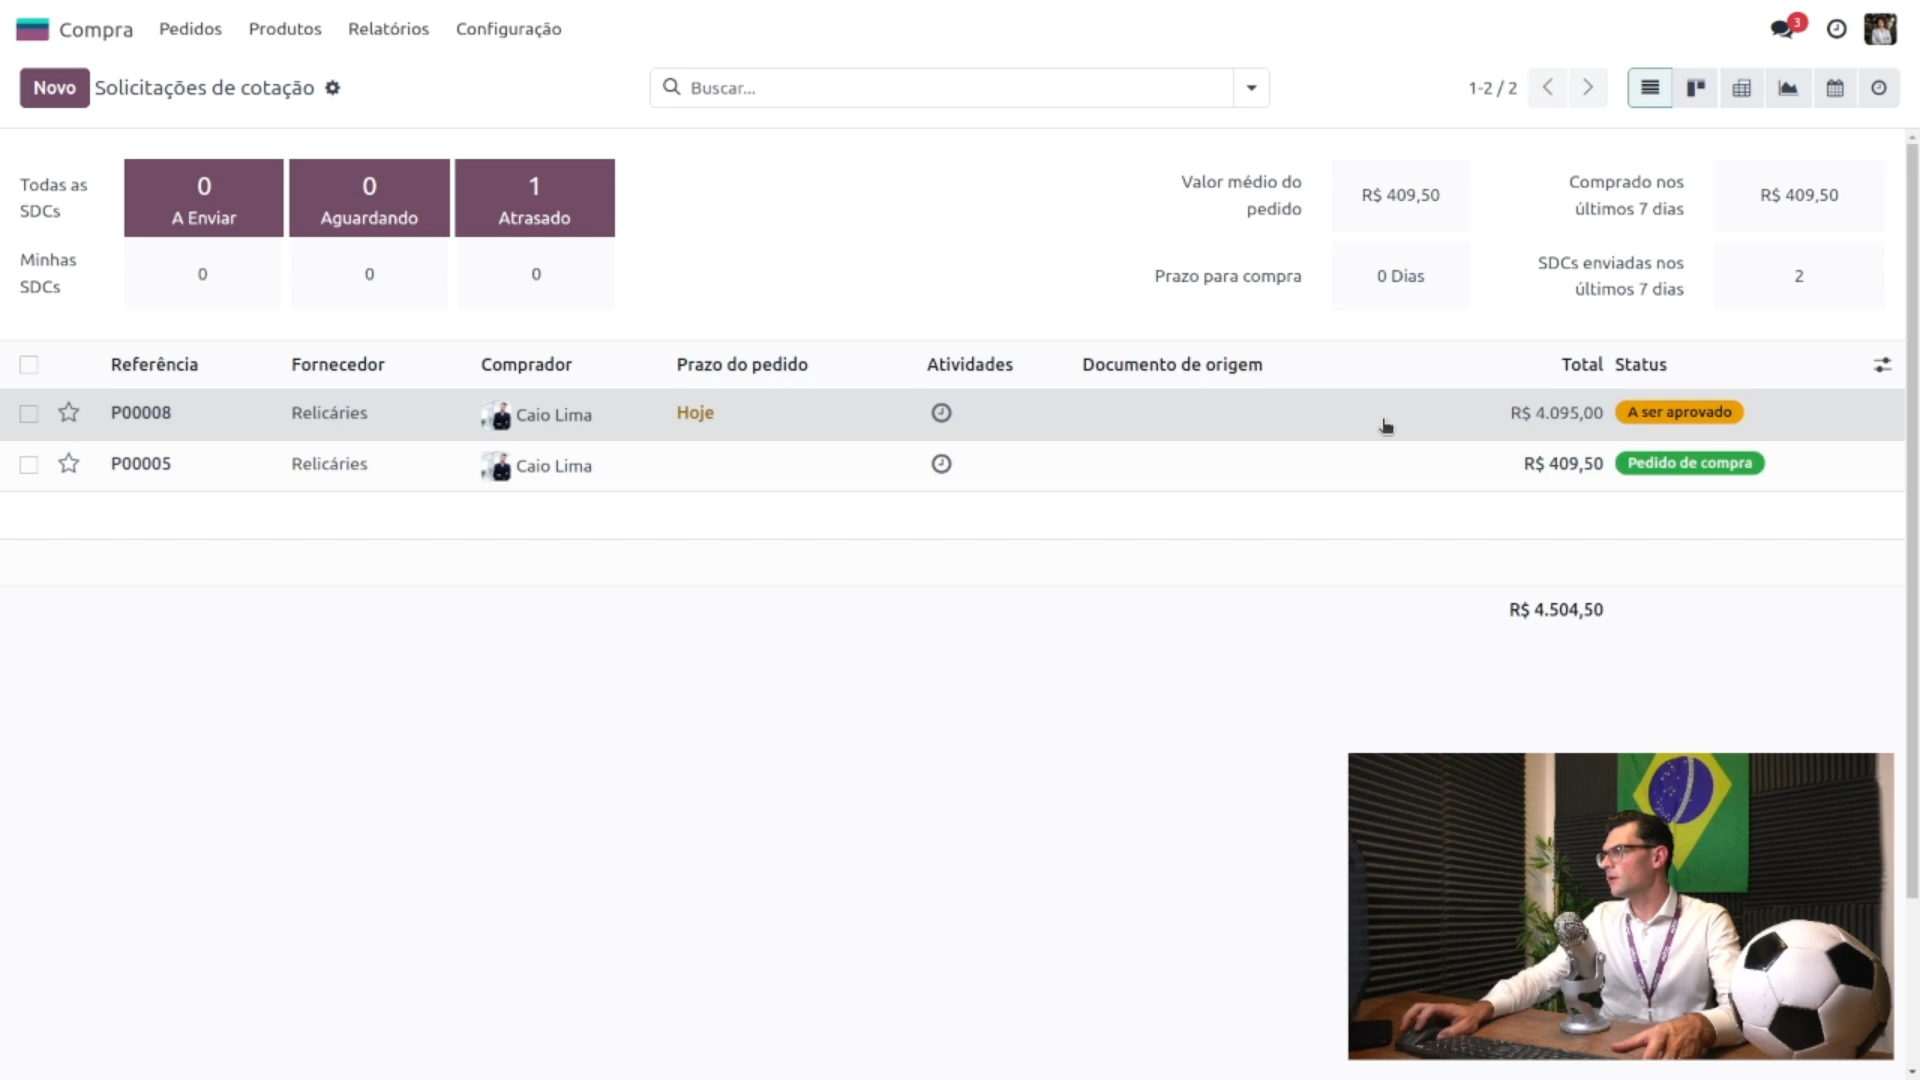 Compra Pedidos Produtos Relatórios Configuração 3
Novo Solicitações de cotação Buscar... 1-2 / 2
Todas as SDCs
0 A Enviar
0 Aguardando
1 Atrasado
Minhas SDCs
0 0 0
Valor médio do pedido
R$ 409,50
Comprado nos últimos 7 dias
R$ 409,50
Prazo para compra
0 Dias
SDCs enviadas nos últimos 7 dias
2
Referência Fornecedor Comprador Prazo do pedido Atividades Documento de origem Total Status
P00008 Relicáries Caio Lima Hoje R$ 4.095,00 A ser aprovado
P00005 Relicáries Caio Lima R$ 409,50 Pedido de compra
R$ 4.504,50